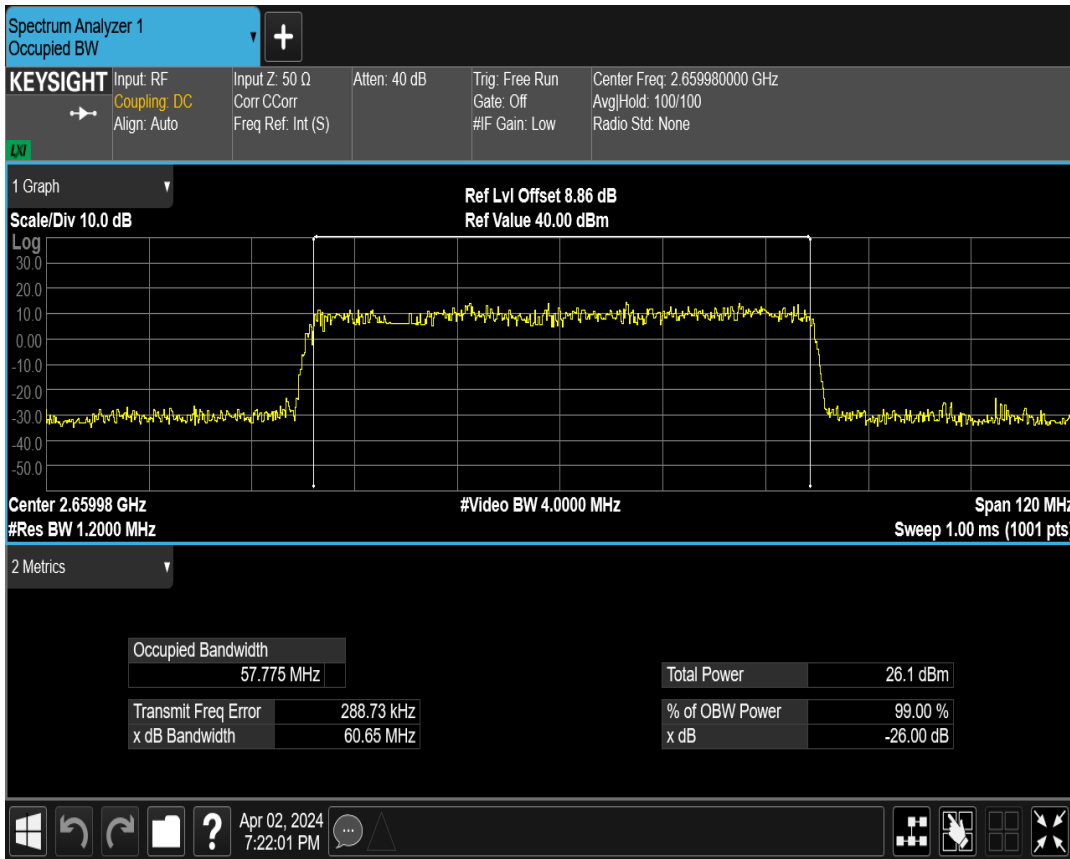 Spectrum Analyzer 1
Occupied BW
+
KEYSIGHT
LXI
Input: RF
Coupling: DC
Align: Auto
Input Z: 50 Ω
Corr CCorr
Freq Ref: Int (S)
Atten: 40 dB
Trig: Free Run
Gate: Off
#IF Gain: Low
Center Freq: 2.659980000 GHz
Avg|Hold: 100/100
Radio Std: None
1 Graph
Scale/Div 10.0 dB
Ref Lvl Offset 8.86 dB
Ref Value 40.00 dBm
Log
30.0
20.0
10.0
0.00
-10.0
-20.0
-30.0
-40.0
-50.0
Center 2.65998 GHz
#Video BW 4.0000 MHz
Span 120 MHz
#Res BW 1.2000 MHz
Sweep 1.00 ms (1001 pts)
2 Metrics
Occupied Bandwidth
57.775 MHz
Total Power 26.1 dBm
Transmit Freq Error 288.73 kHz
% of OBW Power 99.00 %
x dB Bandwidth 60.65 MHz
x dB -26.00 dB
?
Apr 02, 2024
7:22:01 PM